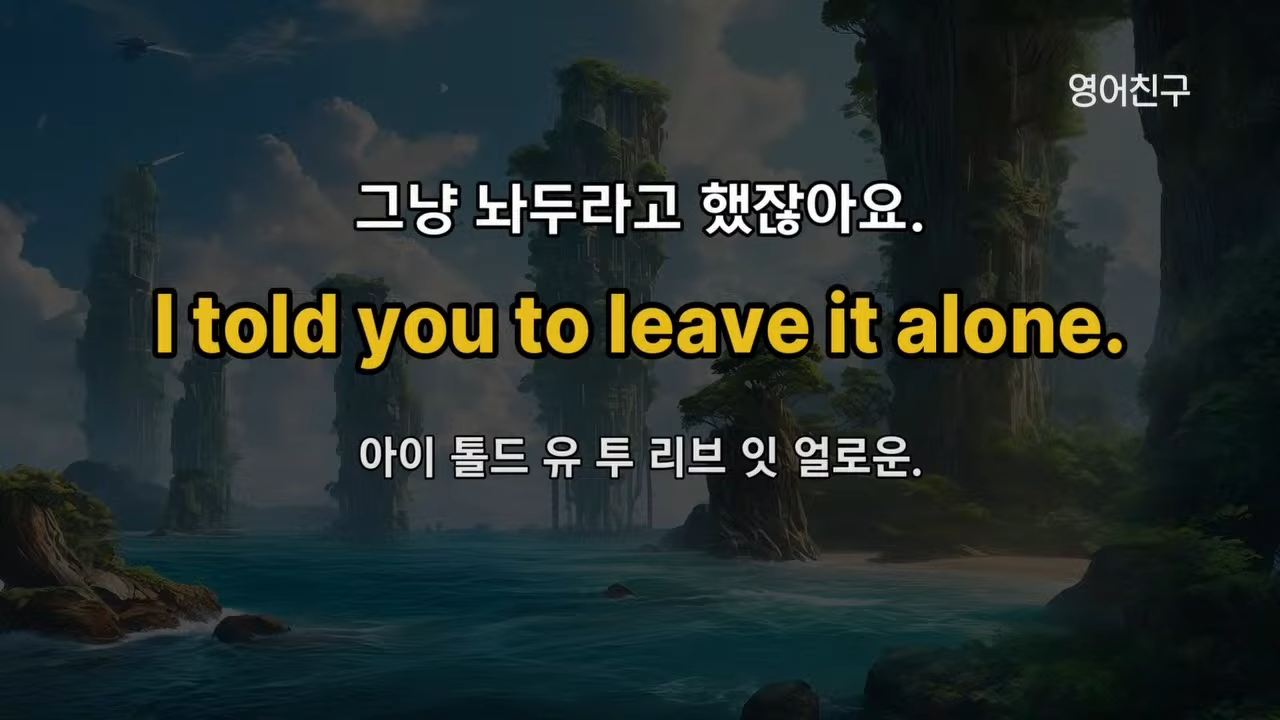 영어친구
그냥 놔두라고 했잖아요.
I told you to leave it alone.
아이 톨드 유 투 리브 잇 얼로운.